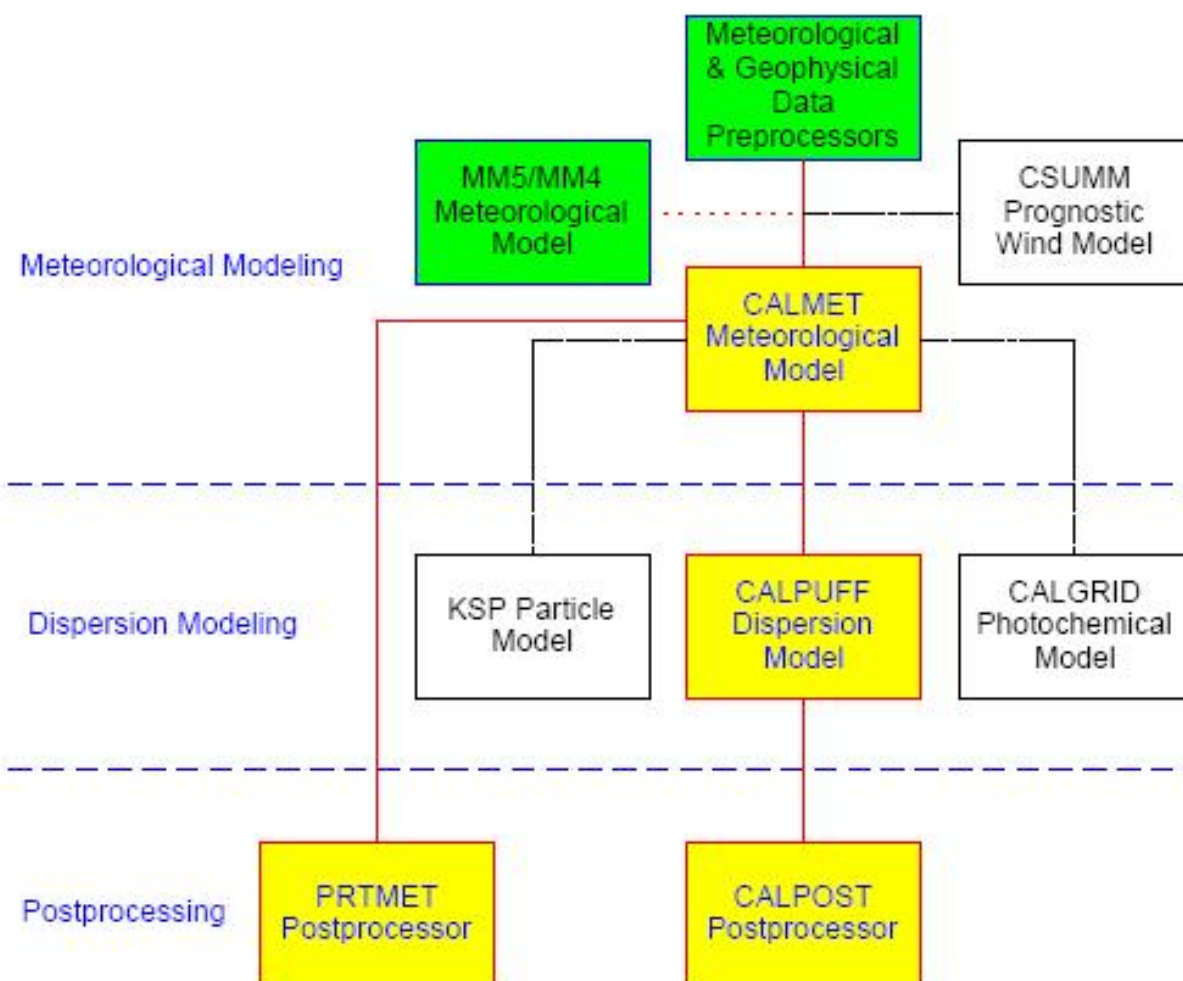 Meteorological
& Geophysical
Data
Preprocessors
MM5/MM4
Meteorological
Model
CSUMM
Prognostic
Wind Model
Meteorological Modeling
CALMET
Meteorological
Model
Dispersion Modeling
KSP Particle
Model
CALPUFF
Dispersion
Model
CALGRID
Photochemical
Model
Postprocessing
PRTMET
Postprocessor
CALPOST
Postprocessor